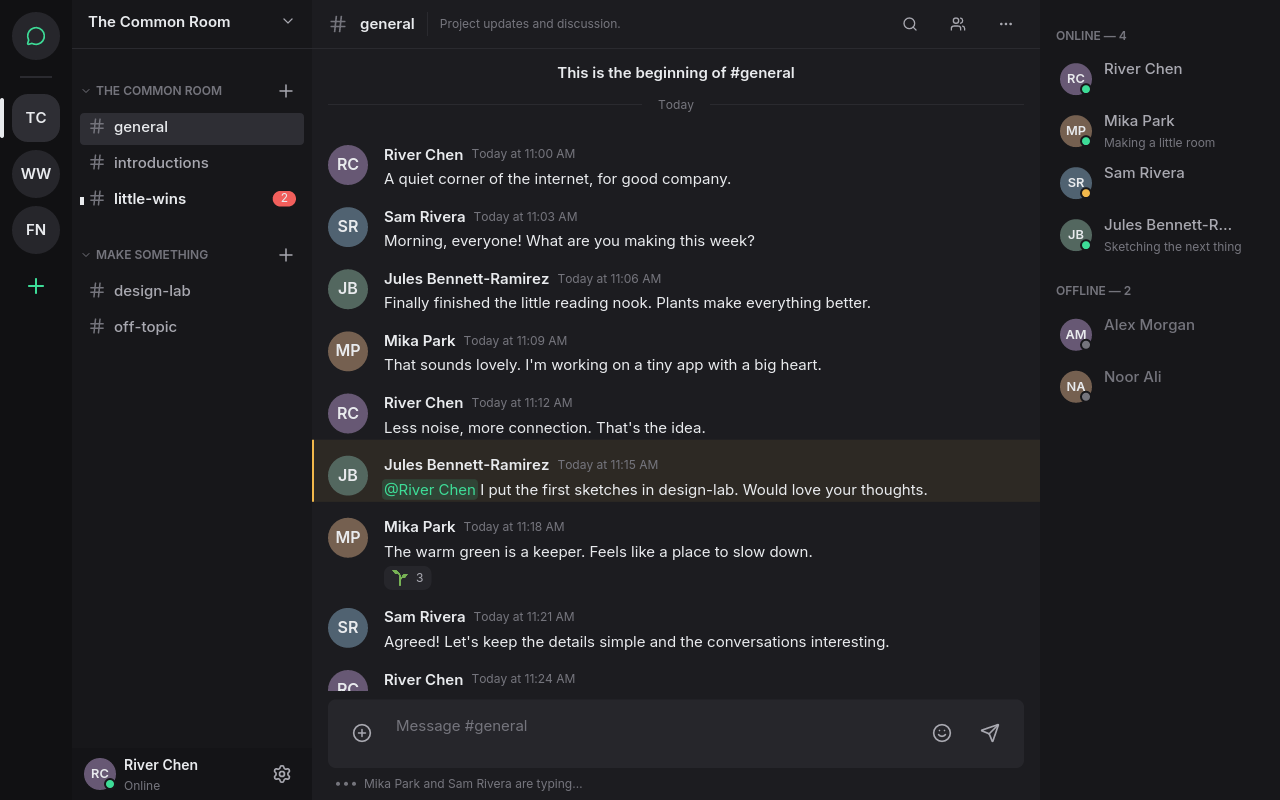 TC
WW
FN
The Common Room
THE COMMON ROOM
general
introductions
little-wins 2
MAKE SOMETHING
design-lab
off-topic
RC River Chen
Online
general Project updates and discussion.
This is the beginning of #general
Today
RC River Chen Today at 11:00 AM
A quiet corner of the internet, for good company.
SR Sam Rivera Today at 11:03 AM
Morning, everyone! What are you making this week?
JB Jules Bennett-Ramirez Today at 11:06 AM
Finally finished the little reading nook. Plants make everything better.
MP Mika Park Today at 11:09 AM
That sounds lovely. I'm working on a tiny app with a big heart.
RC River Chen Today at 11:12 AM
Less noise, more connection. That's the idea.
JB Jules Bennett-Ramirez Today at 11:15 AM
@River Chen I put the first sketches in design-lab. Would love your thoughts.
MP Mika Park Today at 11:18 AM
The warm green is a keeper. Feels like a place to slow down.
3
SR Sam Rivera Today at 11:21 AM
Agreed! Let's keep the details simple and the conversations interesting.
RC River Chen Today at 11:24 AM
Message #general
Mika Park and Sam Rivera are typing...
ONLINE — 4
RC River Chen
MP Mika Park
Making a little room
SR Sam Rivera
JB Jules Bennett-R...
Sketching the next thing
OFFLINE — 2
AM Alex Morgan
NA Noor Ali